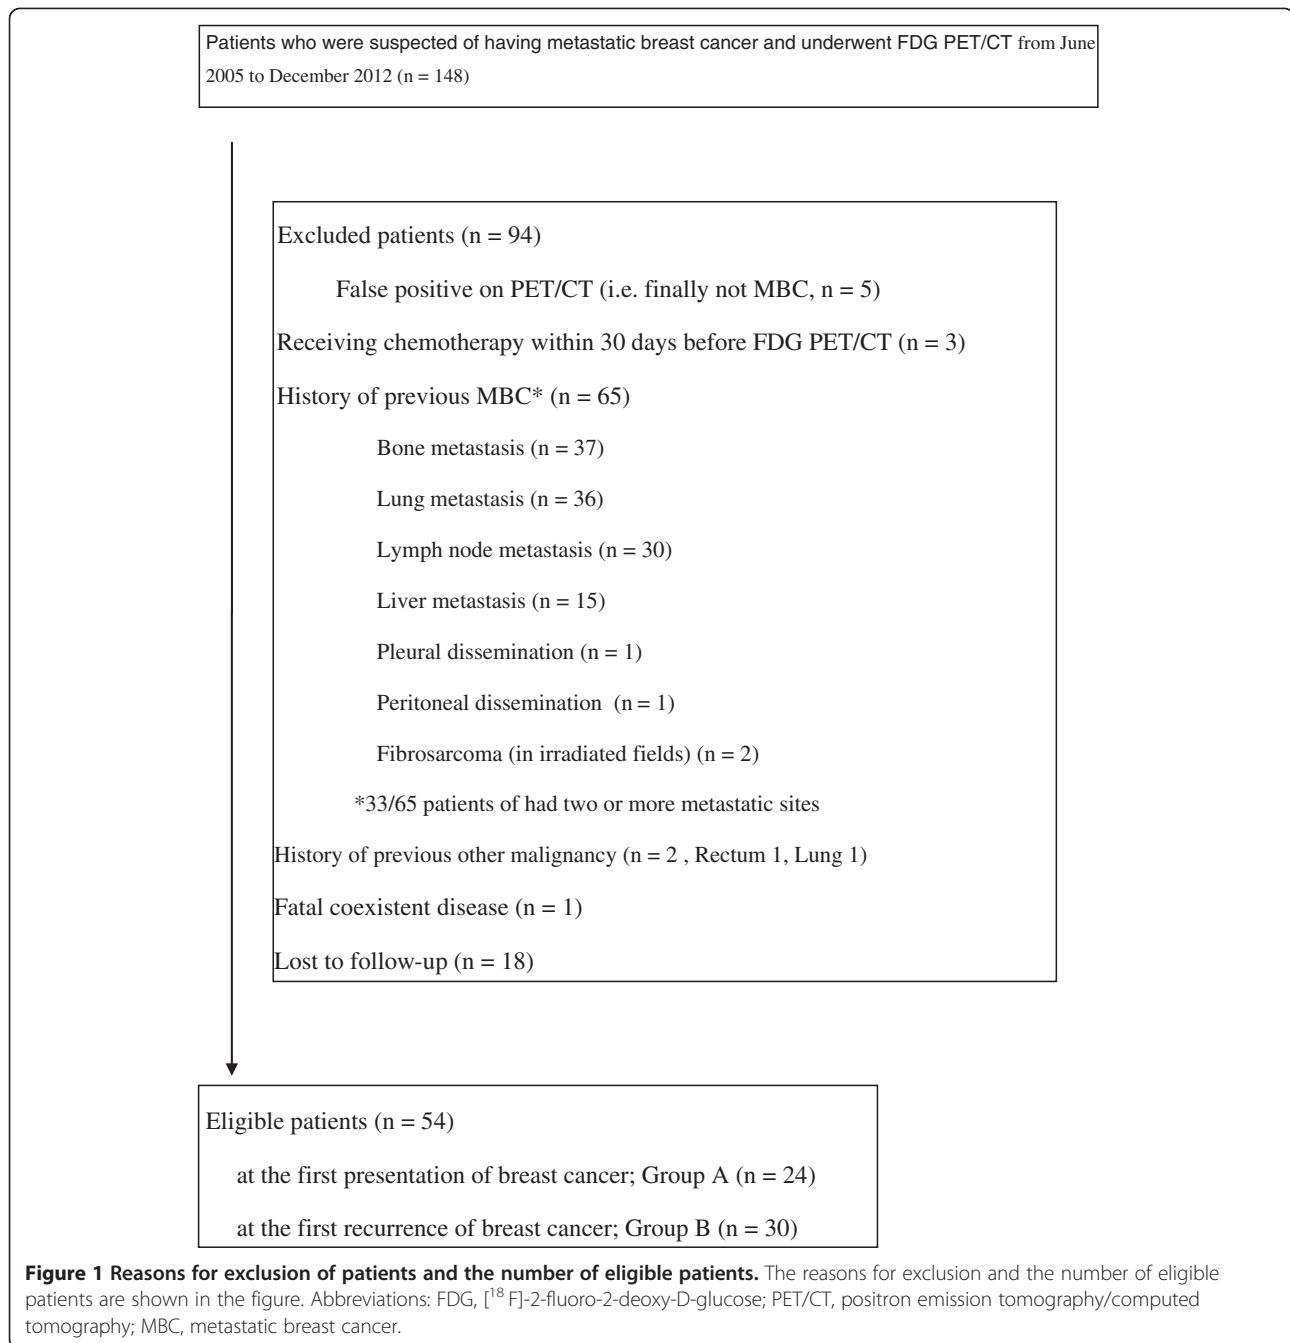 Patients who were suspected of having metastatic breast cancer and underwent FDG PET/CT from June
2005 to December 2012 (n = 148)
Excluded patients (n = 94)
False positive on PET/CT (i.e. finally not MBC, n = 5)
Receiving chemotherapy within 30 days before FDG PET/CT (n = 3)
History of previous MBC* (n = 65)
Bone metastasis (n = 37)
Lung metastasis (n = 36)
Lymph node metastasis (n = 30)
Liver metastasis (n = 15)
Pleural dissemination (n = 1)
Peritoneal dissemination (n = 1)
Fibrosarcoma (in irradiated fields) (n = 2)
*33/65 patients of had two or more metastatic sites
History of previous other malignancy (n = 2 , Rectum 1, Lung 1)
Fatal coexistent disease (n = 1)
Lost to follow-up (n = 18)
Eligible patients (n = 54)
at the first presentation of breast cancer; Group A (n = 24)
at the first recurrence of breast cancer; Group B (n = 30)
Figure 1 Reasons for exclusion of patients and the number of eligible patients. The reasons for exclusion and the number of eligible
patients are shown in the figure. Abbreviations: FDG, [18 F]-2-fluoro-2-deoxy-D-glucose; PET/CT, positron emission tomography/computed
tomography; MBC, metastatic breast cancer.